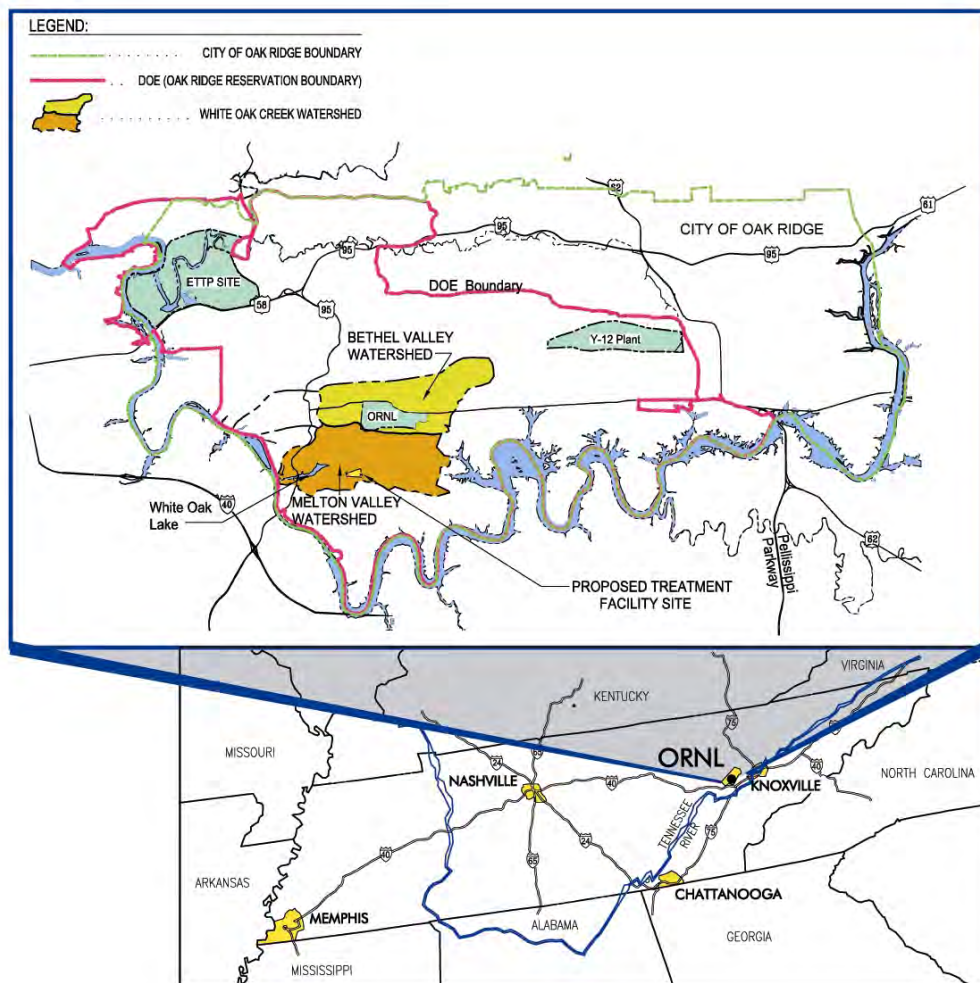 LEGEND:
CITY OF OAK RIDGE BOUNDARY
DOE (OAK RIDGE RESERVATION BOUNDARY)
WHITE OAK CREEK WATERSHED
62
61
95
CITY OF OAK RIDGE
95
95
ETTP SITE
DOE Boundary
58
95
Y-12 Plant
BETHEL VALLEY
WATERSHED
ORNL
White Oak
Lake
40
MELTON VALLEY
WATERSHED
62
Pellissippi
Parkway
PROPOSED TREATMENT
FACILITY SITE
VIRGINIA
KENTUCKY
75
MISSOURI
65
ORNL
24
NASHVILLE
40
KNOXVILLE
40
NORTH CAROLINA
TENNESSEE
RIVER
75
40
65
24
ARKANSAS
CHATTANOOGA
MEMPHIS
ALABAMA
GEORGIA
MISSISSIPPI